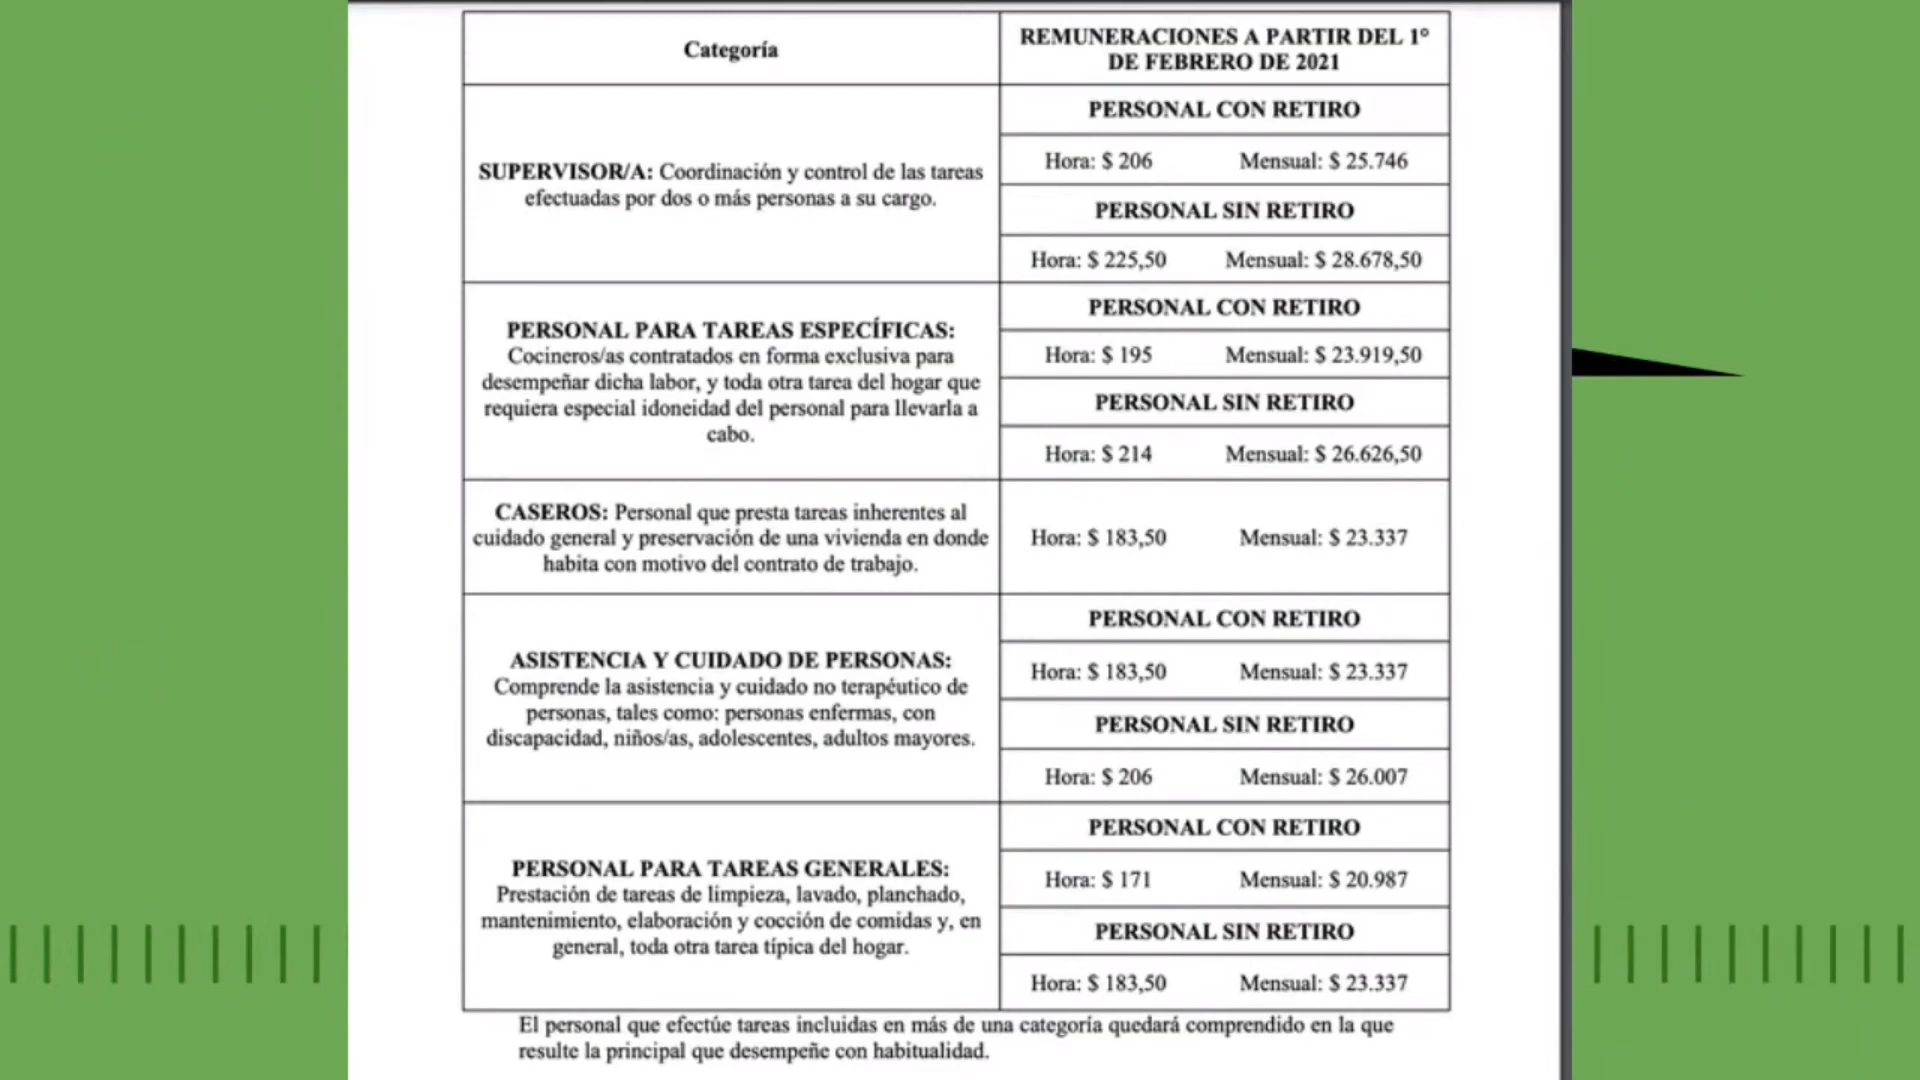 Categoría
REMUNERACIONES A PARTIR DEL 1°
DE FEBRERO DE 2021
SUPERVISOR/A: Coordinación y control de las tareas
efectuadas por dos o más personas a su cargo.
PERSONAL CON RETIRO
Hora: $ 206 Mensual: $ 25.746
PERSONAL SIN RETIRO
Hora: $ 225,50 Mensual: $ 28.678,50
PERSONAL PARA TAREAS ESPECÍFICAS:
Cocineros/as contratados en forma exclusiva para
desempeñar dicha labor, y toda otra tarea del hogar que
requiera especial idoneidad del personal para llevarla a
cabo.
PERSONAL CON RETIRO
Hora: $ 195 Mensual: $ 23.919,50
PERSONAL SIN RETIRO
Hora: $ 214 Mensual: $ 26.626,50
CASEROS: Personal que presta tareas inherentes al
cuidado general y preservación de una vivienda en donde
habita con motivo del contrato de trabajo.
Hora: $ 183,50 Mensual: $ 23.337
ASISTENCIA Y CUIDADO DE PERSONAS:
Comprende la asistencia y cuidado no terapéutico de
personas, tales como: personas enfermas, con
discapacidad, niños/as, adolescentes, adultos mayores.
PERSONAL CON RETIRO
Hora: $ 183,50 Mensual: $ 23.337
PERSONAL SIN RETIRO
Hora: $ 206 Mensual: $ 26.007
PERSONAL PARA TAREAS GENERALES:
Prestación de tareas de limpieza, lavado, planchado,
mantenimiento, elaboración y cocción de comidas y, en
general, toda otra tarea típica del hogar.
PERSONAL CON RETIRO
Hora: $ 171 Mensual: $ 20.987
PERSONAL SIN RETIRO
Hora: $ 183,50 Mensual: $ 23.337
El personal que efectúe tareas incluidas en más de una categoría quedará comprendido en la que
resulte la principal que desempeñe con habitualidad.